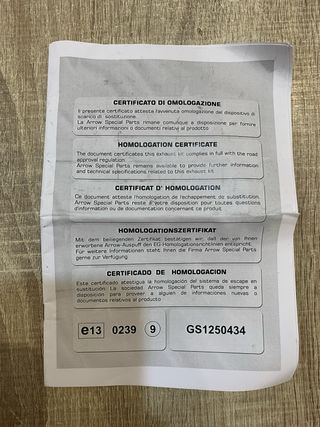 CERTIFICATO DI OMOLOGAZIONE
Il presente certificato attesta l'avvenuta omologazione del dispositivo di
scarico di sostituzione.
La Arrow Special Parts rimane comunque a disposizione per fornire
ulteriori informazioni o documenti relativi al prodotto
HOMOLOGATION CERTIFICATE
The document certificates this exhaust kit complies in full with the road
approval regulation
Arrow Special Parts remains available to provide further information
and technical specifications related to this exhaust kit
CERTIFICAT D' HOMOLOGATION
Ce document atteste l'homologation de l'echappement de substitution.
Arrow Special Parts reste à disposition pour toutes questions
d'information ou de documentation concernant ce produit
HOMOLOGATIONSZERTIFIKAT
Mit dem beiliegenden Zertifikat bestätigen wir, daß der von Ihnen
erworbene Arrow-Auspuff den EG-Homologationsrichtlinien entspricht.
Für weitere Informationen steht Ihnen die Firma Arrow Special Parts
gerne zur Verfügung
CERTIFICADO DE HOMOLOGACION
Este certificado atestigua la homologación del sistema de escape en
sustitución. La sociedad Arrow Special Parts queda siempre a
disposición para proveer a alguien de informaciones nuevas o
documentos relativos al producto
e13 0239 9 GS1250434